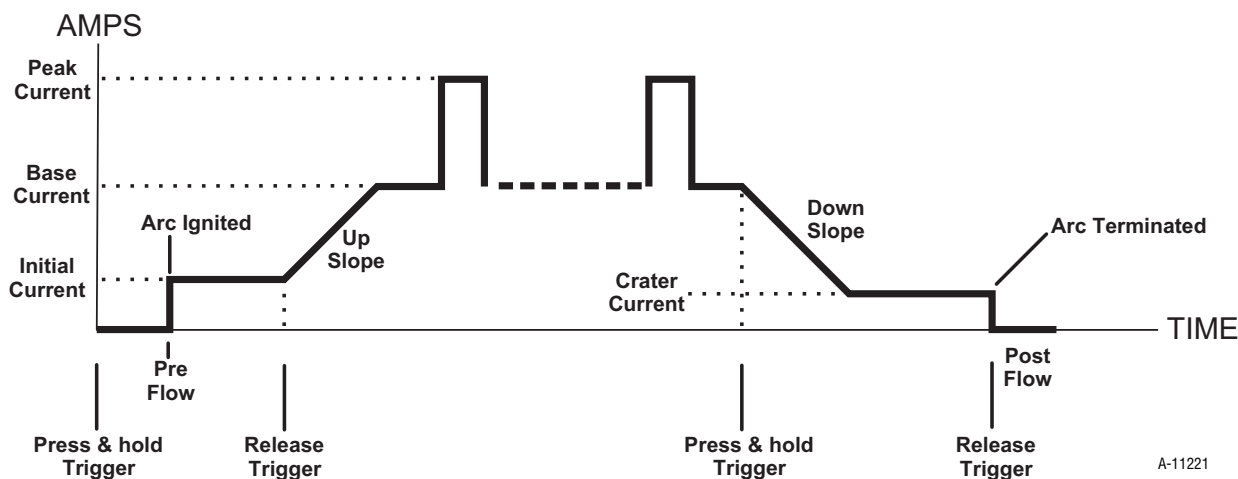 AMPS
Peak
Current
Base
Current
Arc Ignited
Up
Slope
Down
Slope
Arc Terminated
Initial
Current
Crater
Current
TIME
Pre
Flow
Post
Flow
Press & hold
Trigger
Release
Trigger
Press & hold
Trigger
Release
Trigger
A-11221